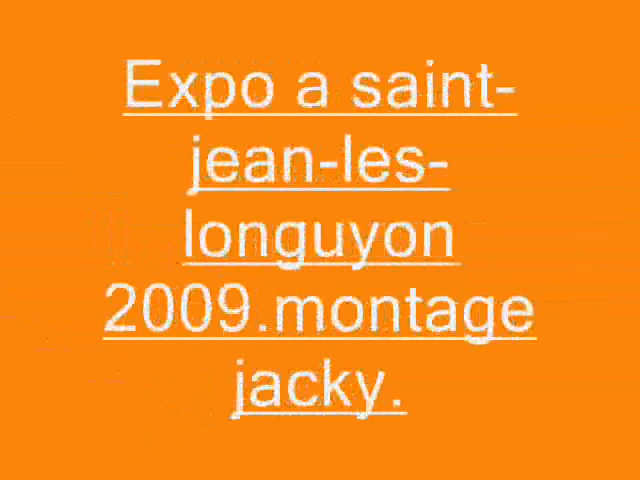 Expo a saint-
jean-les-
longuyon
2009.montage
jacky.